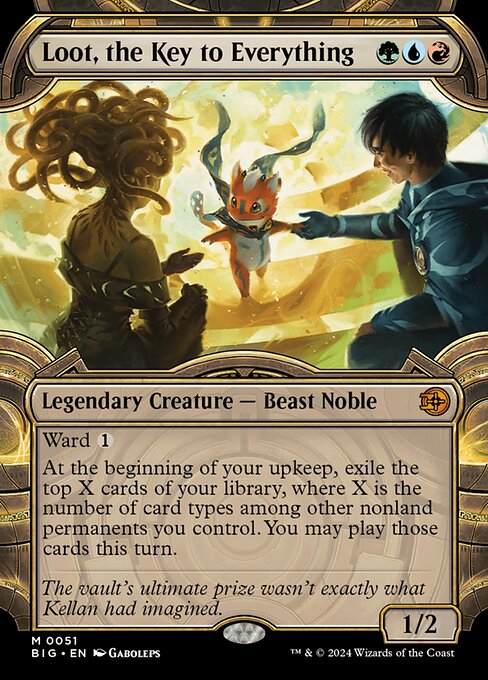 Loot, the Key to Everything
Legendary Creature — Beast Noble
Ward 1
At the beginning of your upkeep, exile the
top X cards of your library, where X is the
number of card types among other nonland
permanents you control. You may play those
cards this turn.
The vault's ultimate prize wasn't exactly what
Kellan had imagined.
1/2
M 0051
BIG • EN Gaboleps
™ & © 2024 Wizards of the Coast